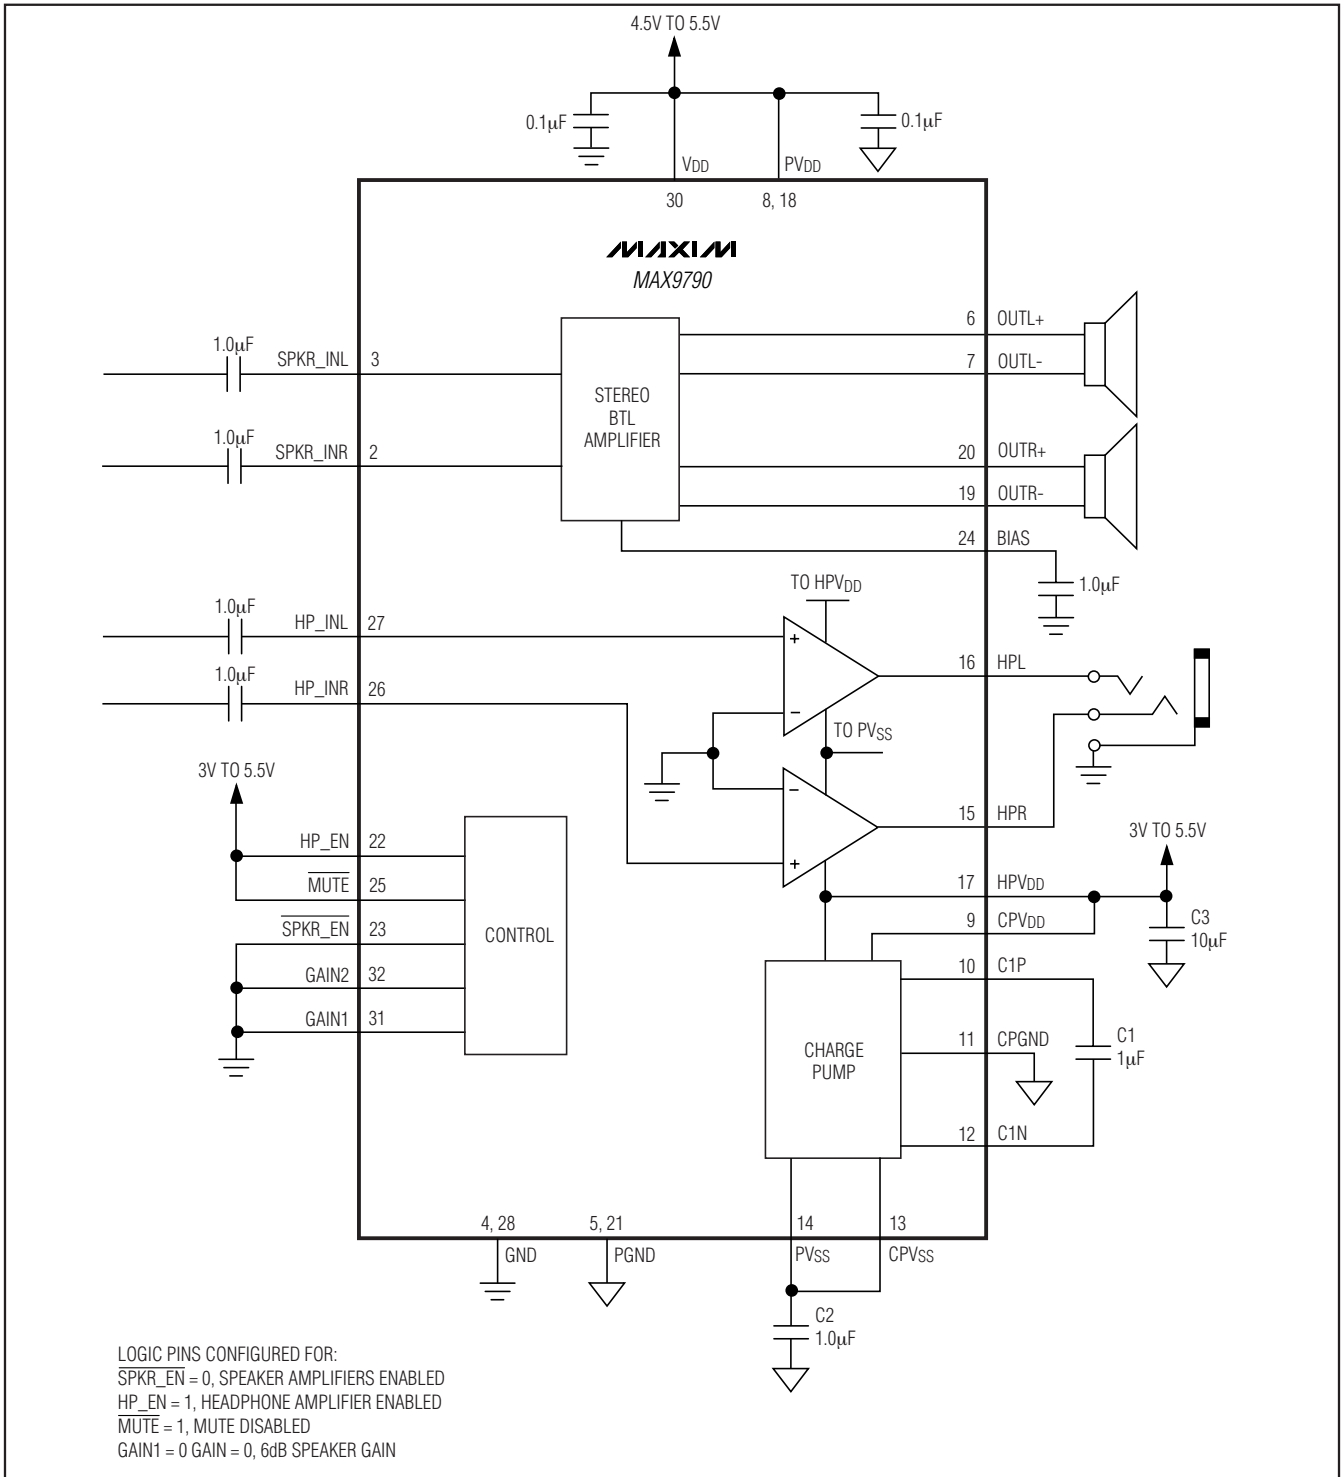 4.5V TO 5.5V
0.1µF
0.1µF
VDD
PVDD
30
8, 18
MAXIM
MAX9790
6
OUTL+
1.0µF
SPKR_INL
3
7
OUTL-
STEREO
BTL
AMPLIFIER
1.0µF
SPKR_INR
2
20
OUTR+
19
OUTR-
24
BIAS
TO HPVDD
1.0µF
1.0µF
HP_INL
27
+
16
HPL
1.0µF
HP_INR
26
−
TO PVSS
3V TO 5.5V
−
15
HPR
3V TO 5.5V
HP_EN
22
+
MUTE
25
17
HPVDD
SPKR_EN
23
9
CPVDD
C3
10µF
CONTROL
GAIN2
32
10
C1P
GAIN1
31
11
CPGND
C1
1µF
CHARGE
PUMP
12
C1N
4, 28
5, 21
14
13
GND
PGND
PVSS
CPVSS
C2
1.0µF
LOGIC PINS CONFIGURED FOR:
SPKR_EN = 0, SPEAKER AMPLIFIERS ENABLED
HP_EN = 1, HEADPHONE AMPLIFIER ENABLED
MUTE = 1, MUTE DISABLED
GAIN1 = 0 GAIN = 0, 6dB SPEAKER GAIN